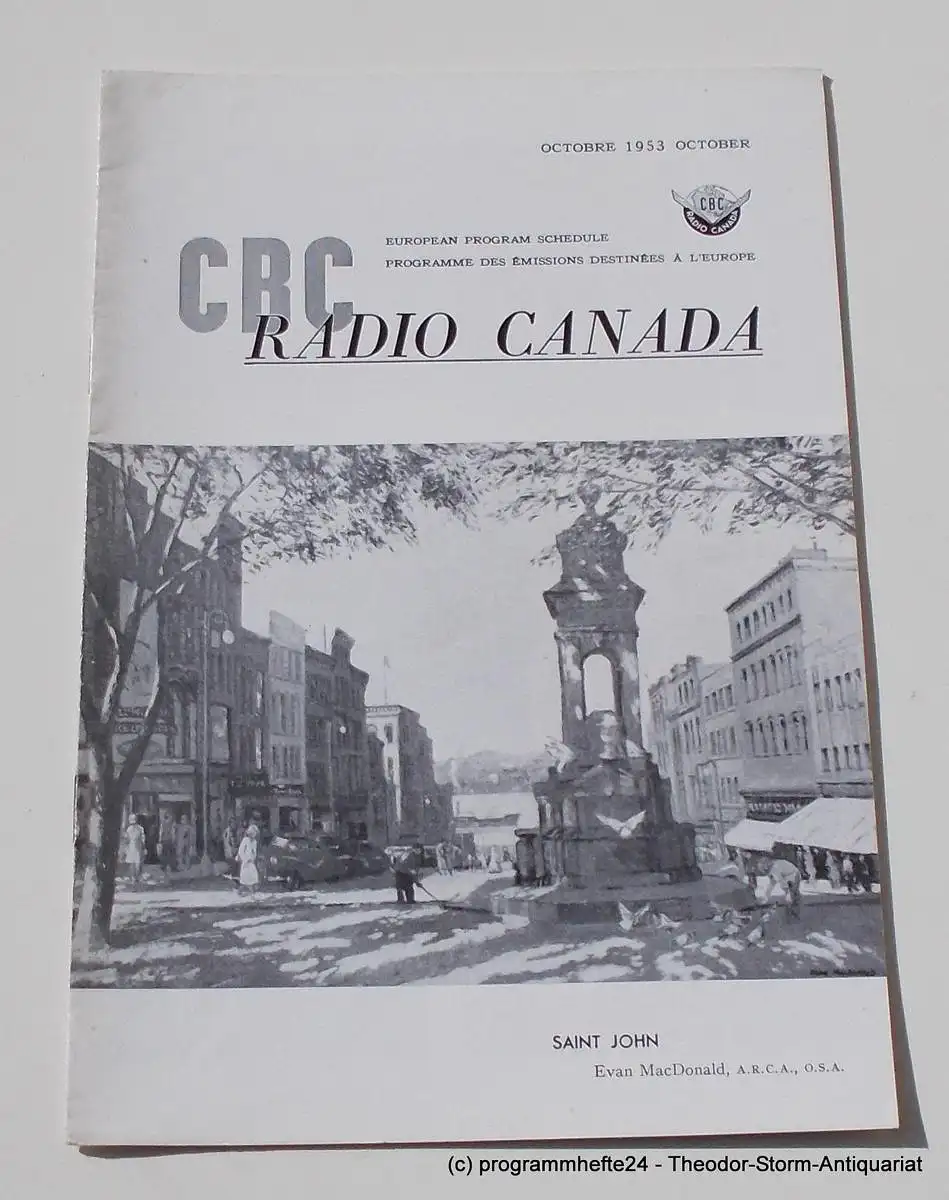 OCTOBRE 1953 OCTOBER
CBC
RADIO CANADA
EUROPEAN PROGRAM SCHEDULE
PROGRAMME DES ÉMISSIONS DESTINÉES À L'EUROPE
CBC
RADIO CANADA
SAINT JOHN
Evan MacDonald, A.R.C.A., O.S.A.
(c) programmhefte24 - Theodor-Storm-Antiquariat